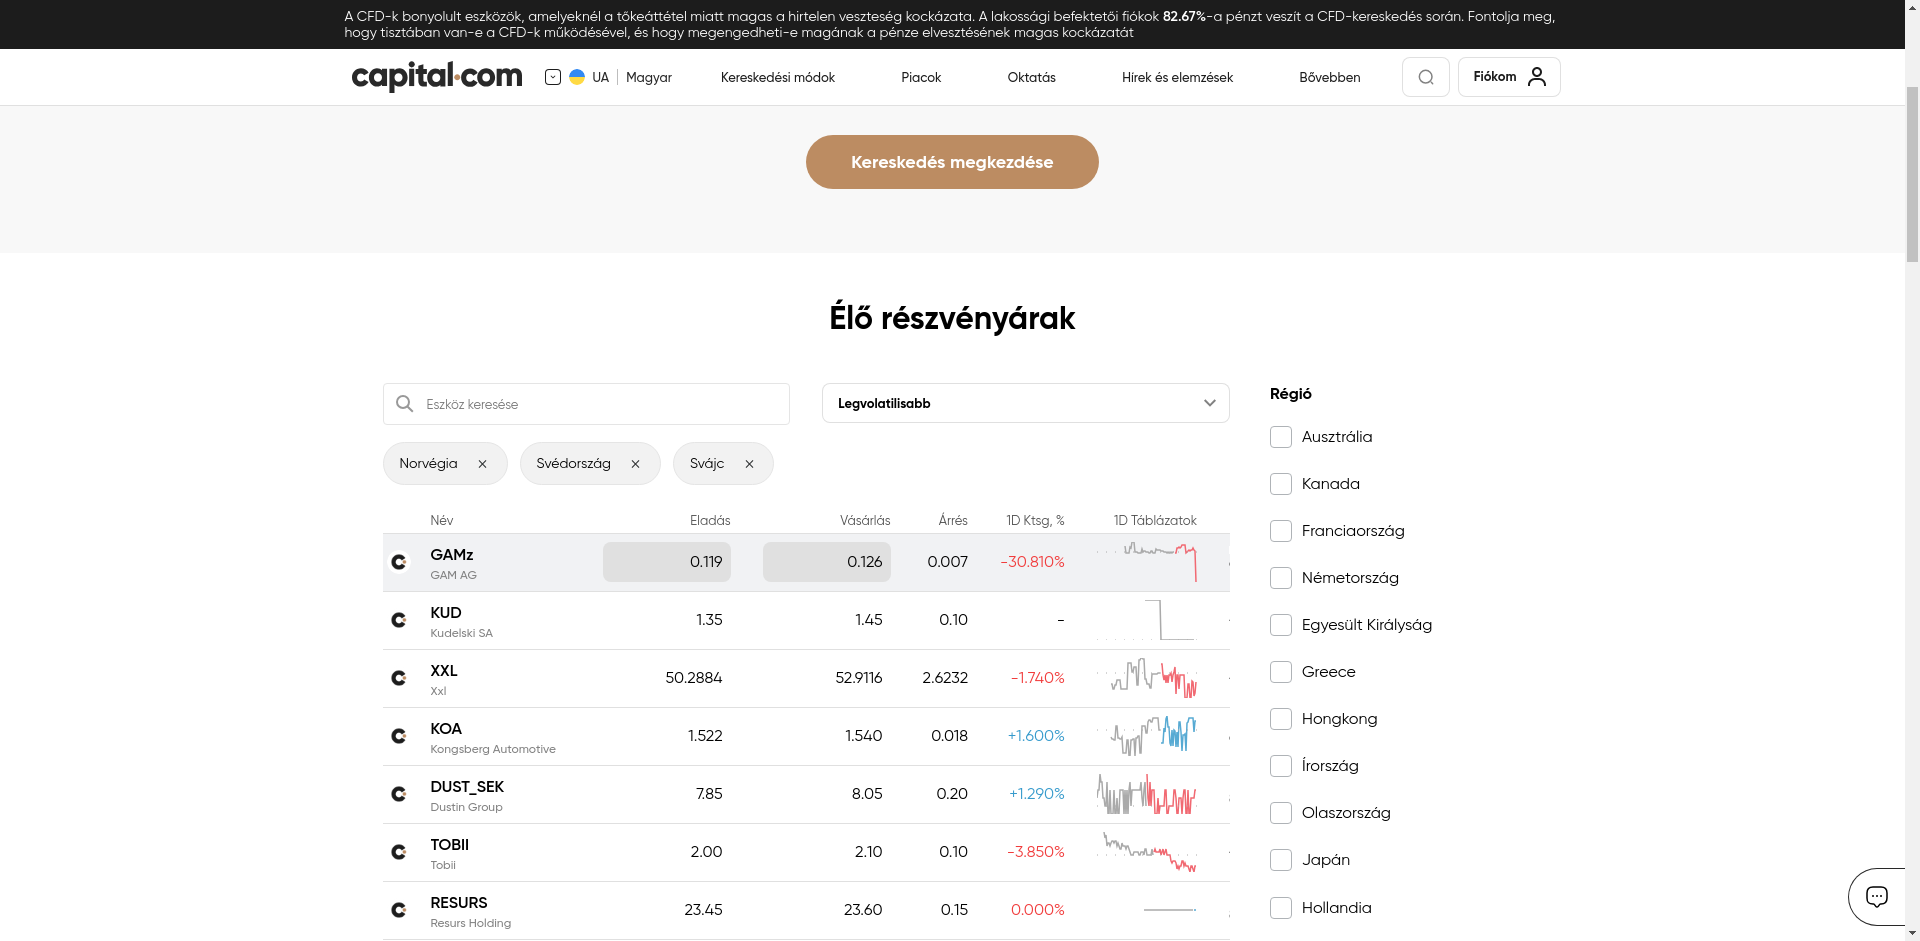 A CFD-k bonyolult eszközök, amelyeknél a tőkeáttétel miatt magas a hirtelen veszteség kockázata. A lakossági befektetői fiókok 82.67%-a pénzt veszít a CFD-kereskedés során. Fontolja meg,
hogy tisztában van-e a CFD-k működésével, és hogy megengedheti-e magának a pénze elvesztésének magas kockázatát
capital.com UA Magyar Kereskedési módok Piacok Oktatás Hírek és elemzések Bővebben Fiókom
Kereskedés megkezdése
Élő részvényárak
Eszköz keresése
Legvolatilisabb
Norvégia Svédország Svájc
Név Eladás Vásárlás Árrés 1D Ktsg, % 1D Táblázatok
GAMz 0.119 0.126 0.007 -30.810%
GAM AG
KUD 1.35 1.45 0.10 -
Kudelski SA
XXL 50.2884 52.9116 2.6232 -1.740%
Xxl
KOA 1.522 1.540 0.018 +1.600%
Kongsberg Automotive
DUST_SEK 7.85 8.05 0.20 +1.290%
Dustin Group
TOBII 2.00 2.10 0.10 -3.850%
Tobii
RESURS 23.45 23.60 0.15 0.000%
Resurs Holding
Régió
Ausztrália
Kanada
Franciaország
Németország
Egyesült Királyság
Greece
Hongkong
Írország
Olaszország
Japán
Hollandia